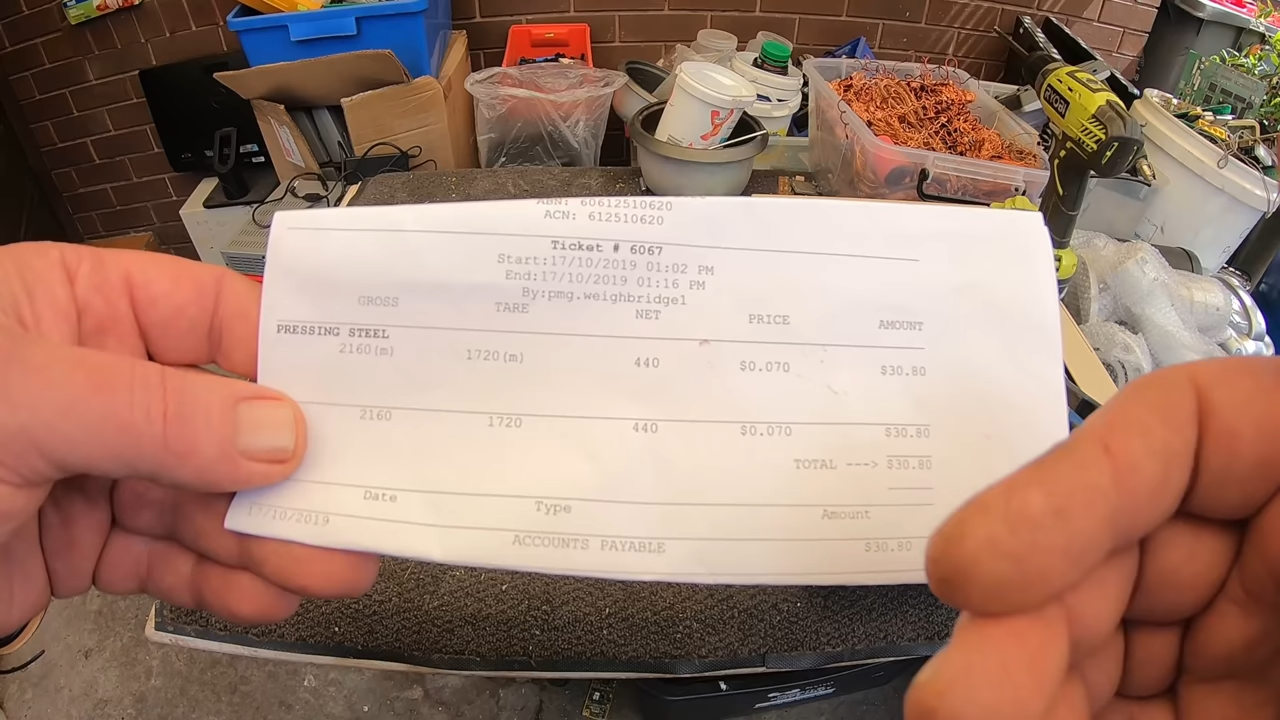 ABN: 60612510620
ACN: 612510620
Ticket # 6067
Start:17/10/2019 01:02 PM
End:17/10/2019 01:16 PM
By:pmg.weighbridge1
GROSS TARE NET PRICE AMOUNT
PRESSING STEEL
2160(m) 1720(m) 440 $0.070 $30.80
2160 1720 440 $0.070 $30.80
TOTAL ---> $30.80
Date Type Amount
17/10/2019 ACCOUNTS PAYABLE $30.80
RYOBI